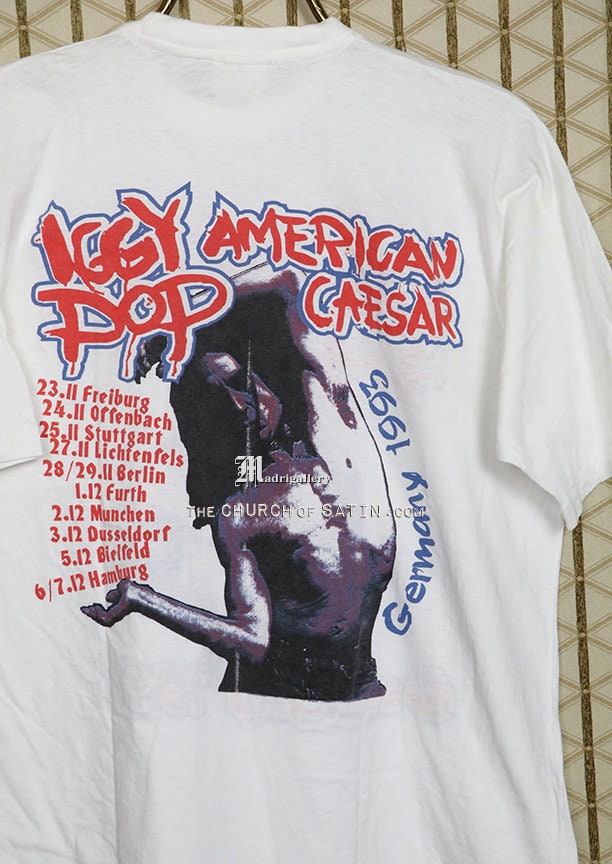 IGGY POP
AMERICAN CAESAR
23.11 Freiburg
24.11 Offenbach
25.11 Stuttgart
27.11 Lichtenfels
28/29.11 Berlin
1.12 Furth
2.12 Munchen
3.12 Dusseldorf
5.12 Bielfeld
6/7.12 Hamburg
Germany 1993
Madrigallery
THE CHURCH OF SATIN .com